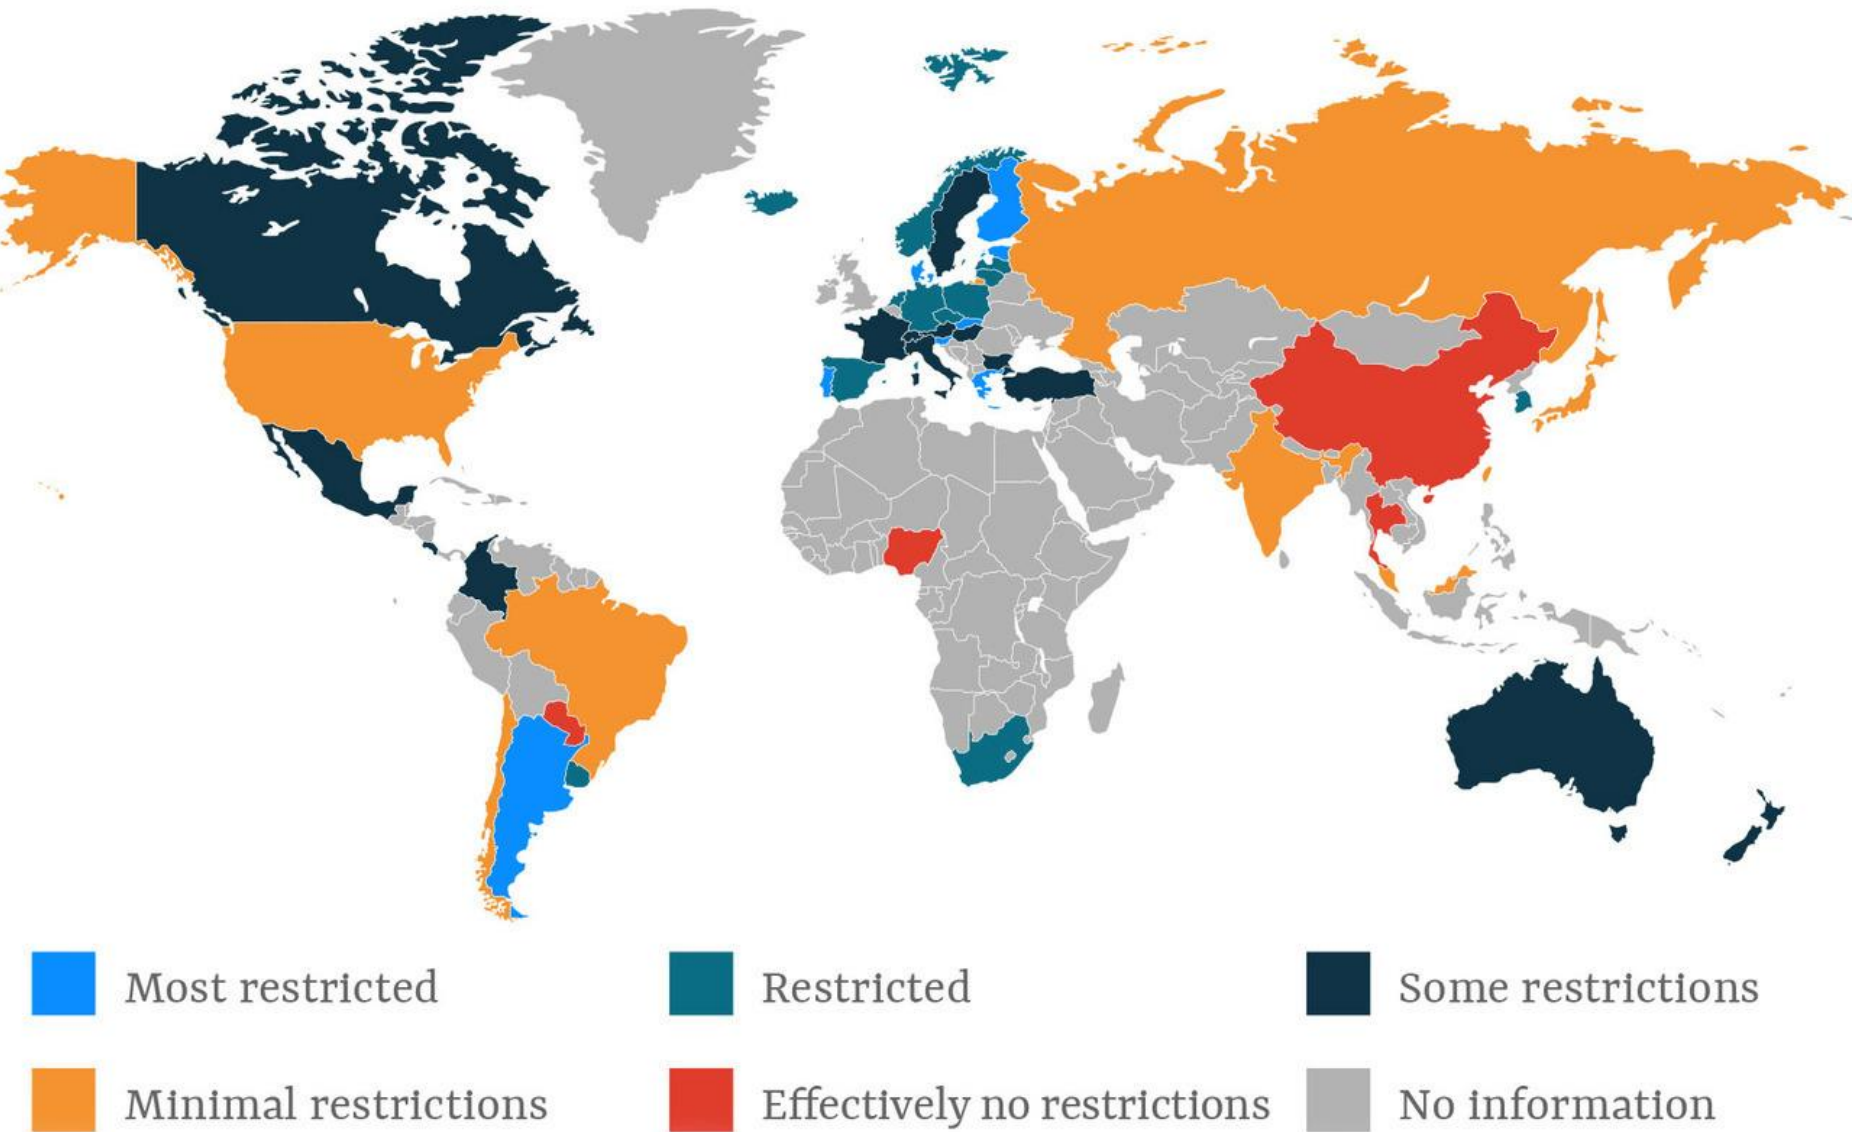 Most restricted
Restricted
Some restrictions
Minimal restrictions
Effectively no restrictions
No information